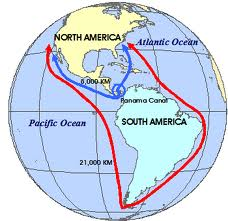 NORTH AMERICA
Atlantic Ocean
6,000 KM
Panama Canal
Pacific Ocean
SOUTH AMERICA
21,000 KM